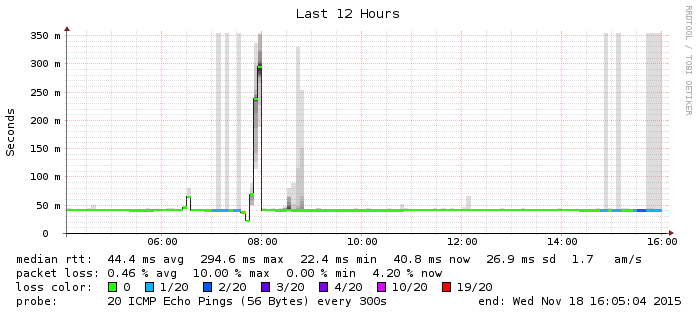 Last 12 Hours
RRDTOOL / TOBI OETIKER
Seconds
350 m
300 m
250 m
200 m
150 m
100 m
50 m
0
06:00 08:00 10:00 12:00 14:00 16:00
median rtt: 44.4 ms avg 294.6 ms max 22.4 ms min 40.8 ms now 26.9 ms sd 1.7 am/s
packet loss: 0.46 % avg 10.00 % max 0.00 % min 4.20 % now
loss color: 0 1/20 2/20 3/20 4/20 10/20 19/20
probe: 20 ICMP Echo Pings (56 Bytes) every 300s end: Wed Nov 18 16:05:04 2015